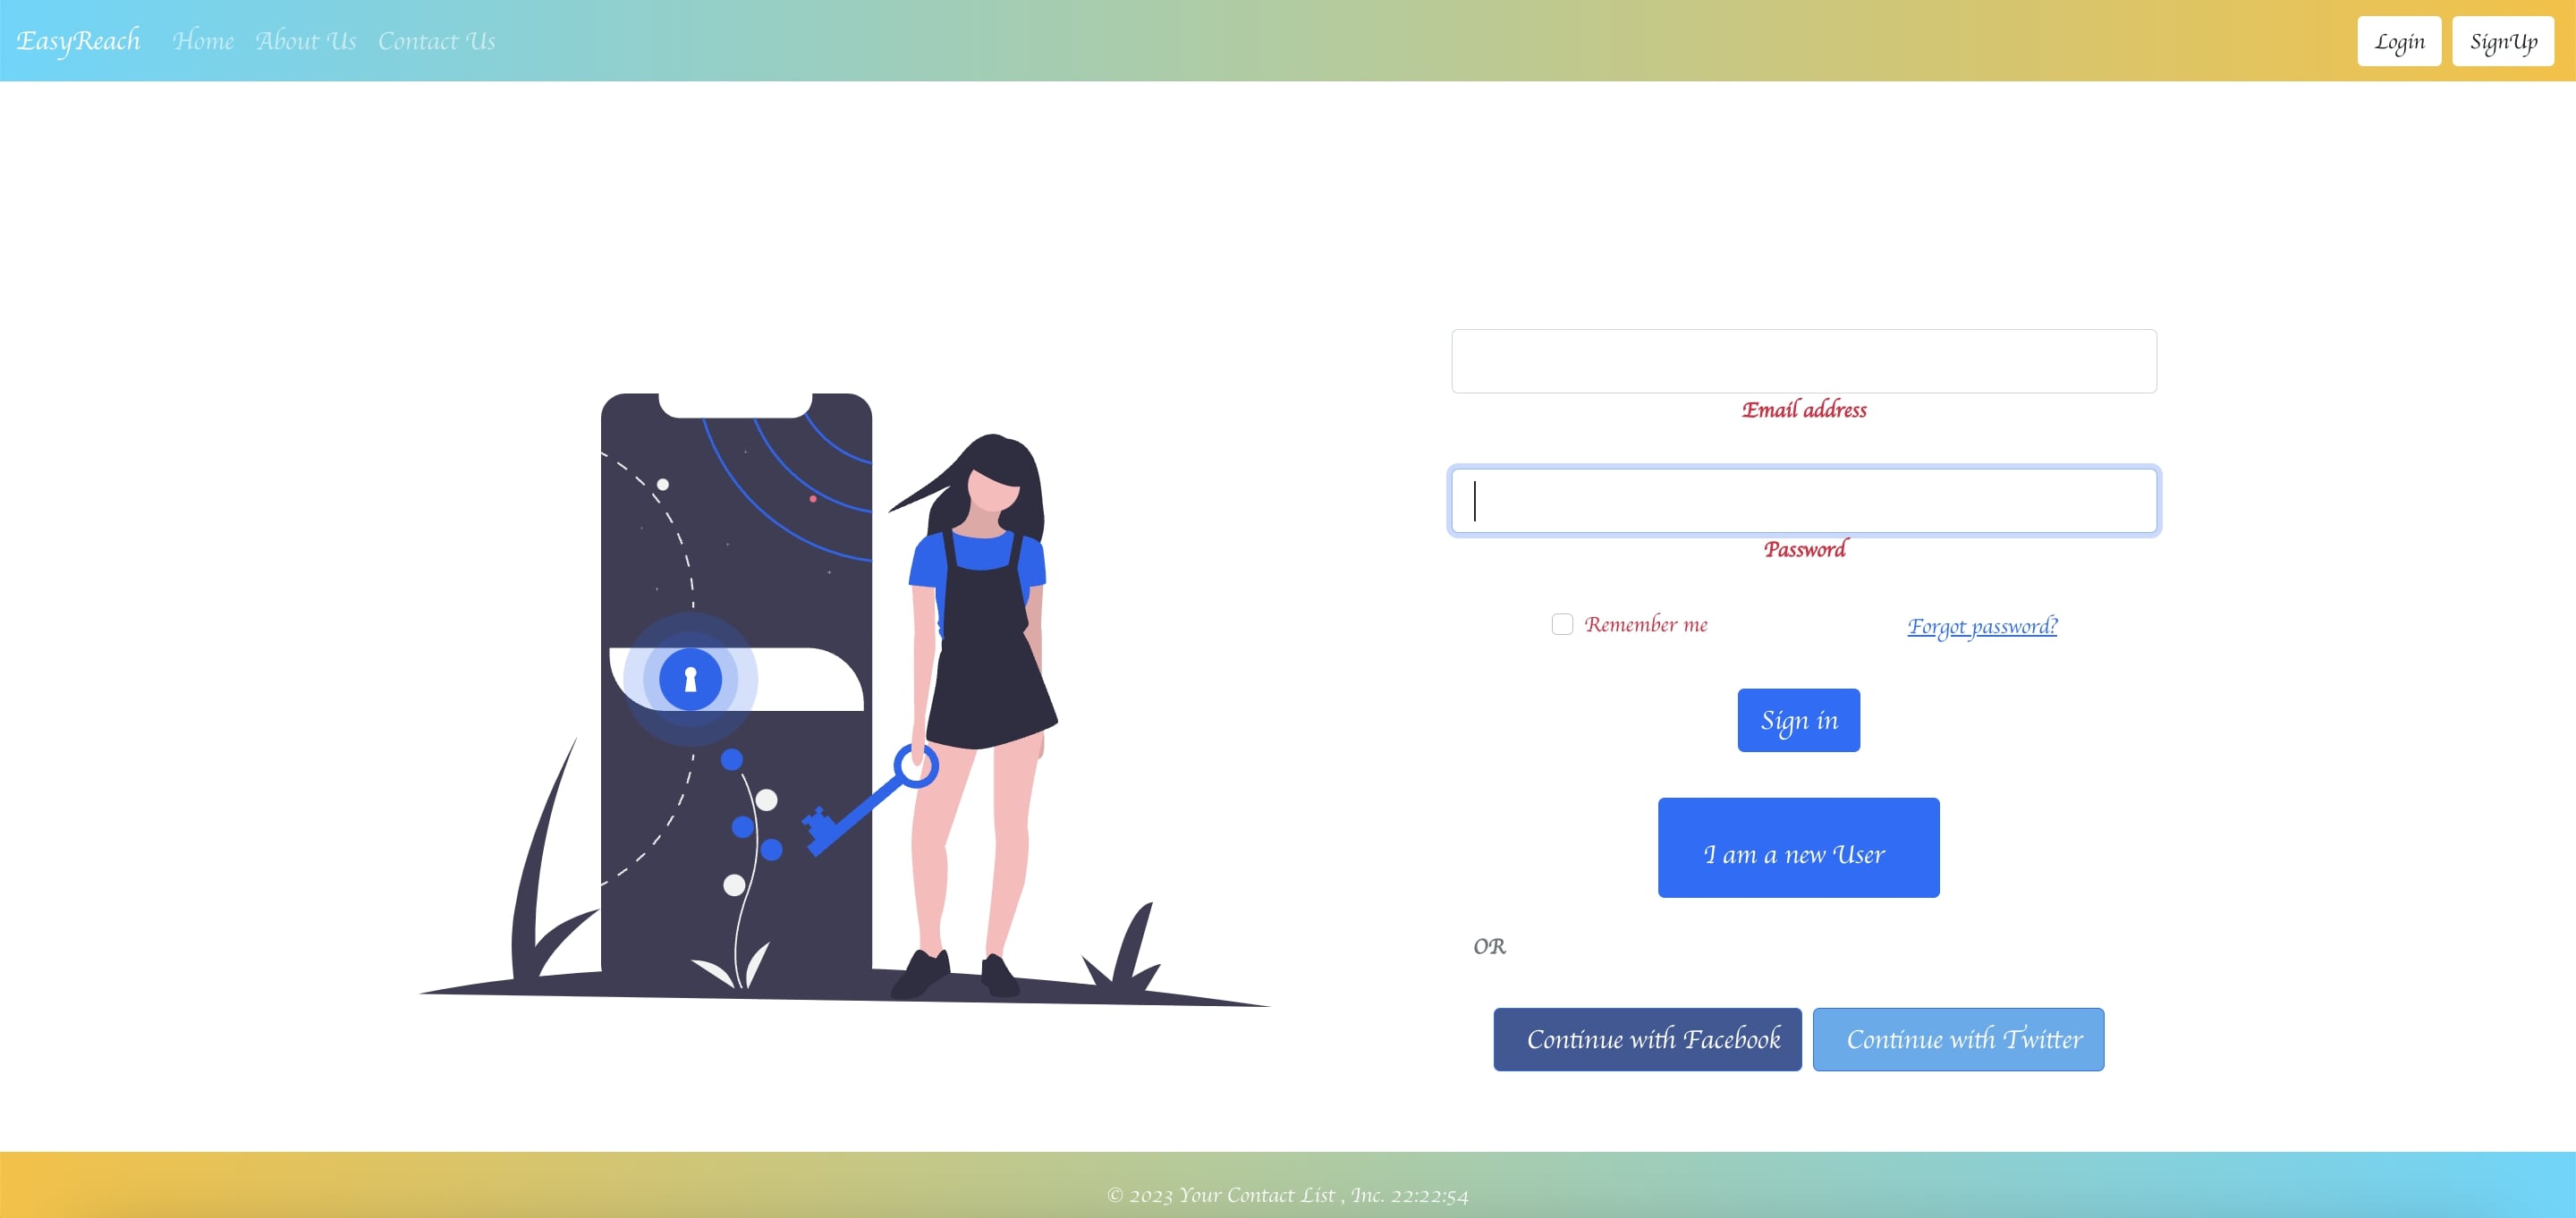 EasyReach Home About Us Contact Us Login SignUp
Email address
Password
Remember me Forgot password?
Sign in
I am a new User
OR
Continue with Facebook Continue with Twitter
© 2023 Your Contact List , Inc. 22:22:54